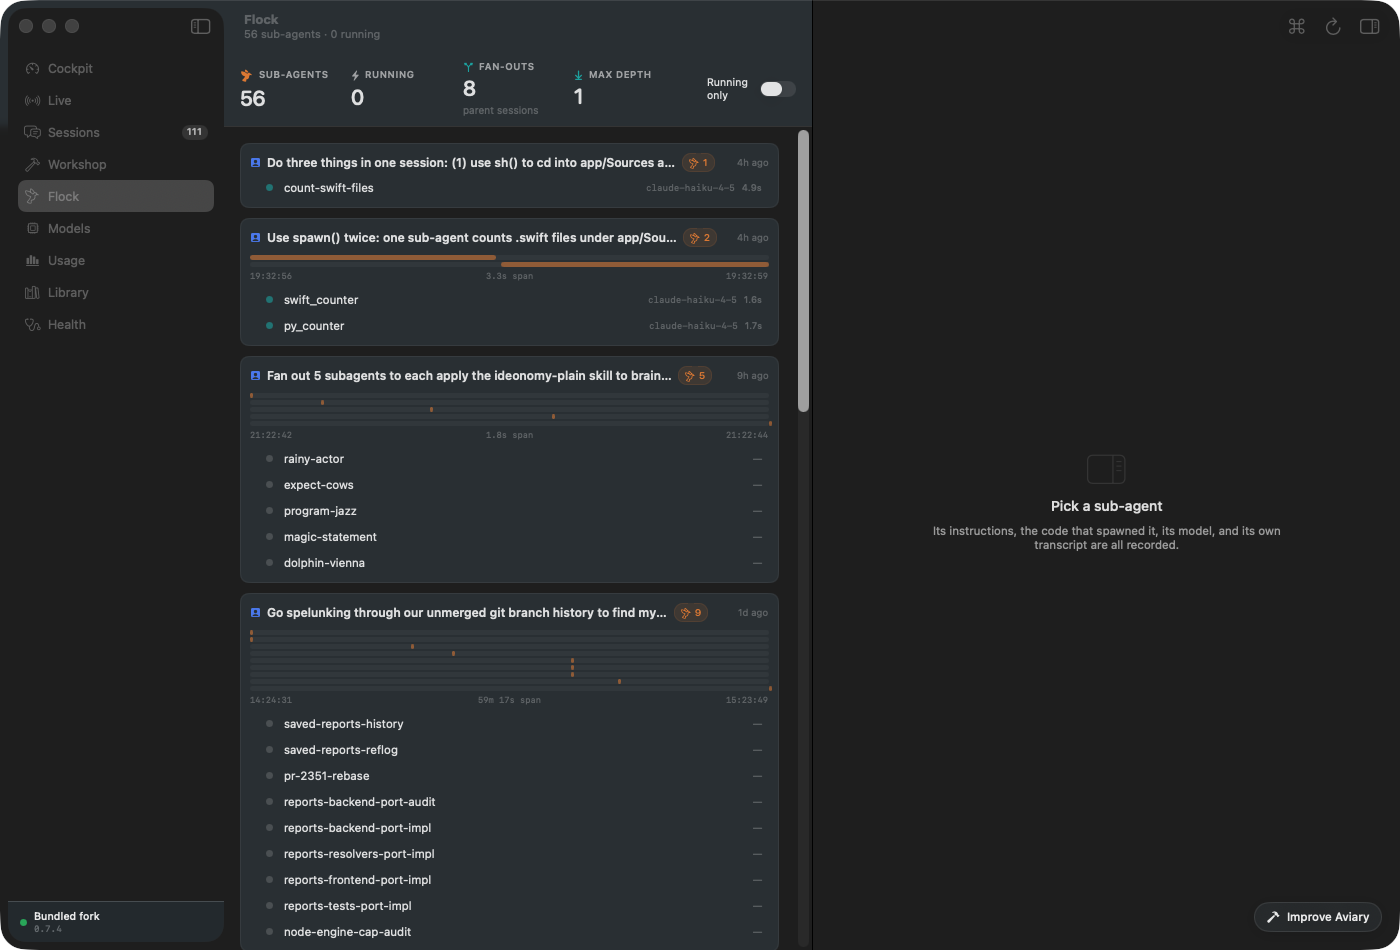 Cockpit
Live
Sessions 111
Workshop
Flock
Models
Usage
Library
Health
Bundled fork
0.7.4
Flock
56 sub-agents · 0 running
SUB-AGENTS
56
RUNNING
0
FAN-OUTS
8
parent sessions
MAX DEPTH
1
Running
only
Do three things in one session: (1) use sh() to cd into app/Sources a... 1 4h ago
count-swift-files claude-haiku-4-5 4.9s
Use spawn() twice: one sub-agent counts .swift files under app/Sou... 2 4h ago
19:32:56 3.3s span 19:32:59
swift_counter claude-haiku-4-5 1.6s
py_counter claude-haiku-4-5 1.7s
Fan out 5 subagents to each apply the ideonomy-plain skill to brain... 5 9h ago
21:22:42 1.8s span 21:22:44
rainy-actor —
expect-cows —
program-jazz —
magic-statement —
dolphin-vienna —
Go spelunking through our unmerged git branch history to find my... 9 1d ago
14:24:31 59m 17s span 15:23:49
saved-reports-history —
saved-reports-reflog —
pr-2351-rebase —
reports-backend-port-audit —
reports-backend-port-impl —
reports-resolvers-port-impl —
reports-frontend-port-impl —
reports-tests-port-impl —
node-engine-cap-audit —
Pick a sub-agent
Its instructions, the code that spawned it, its model, and its own
transcript are all recorded.
Improve Aviary